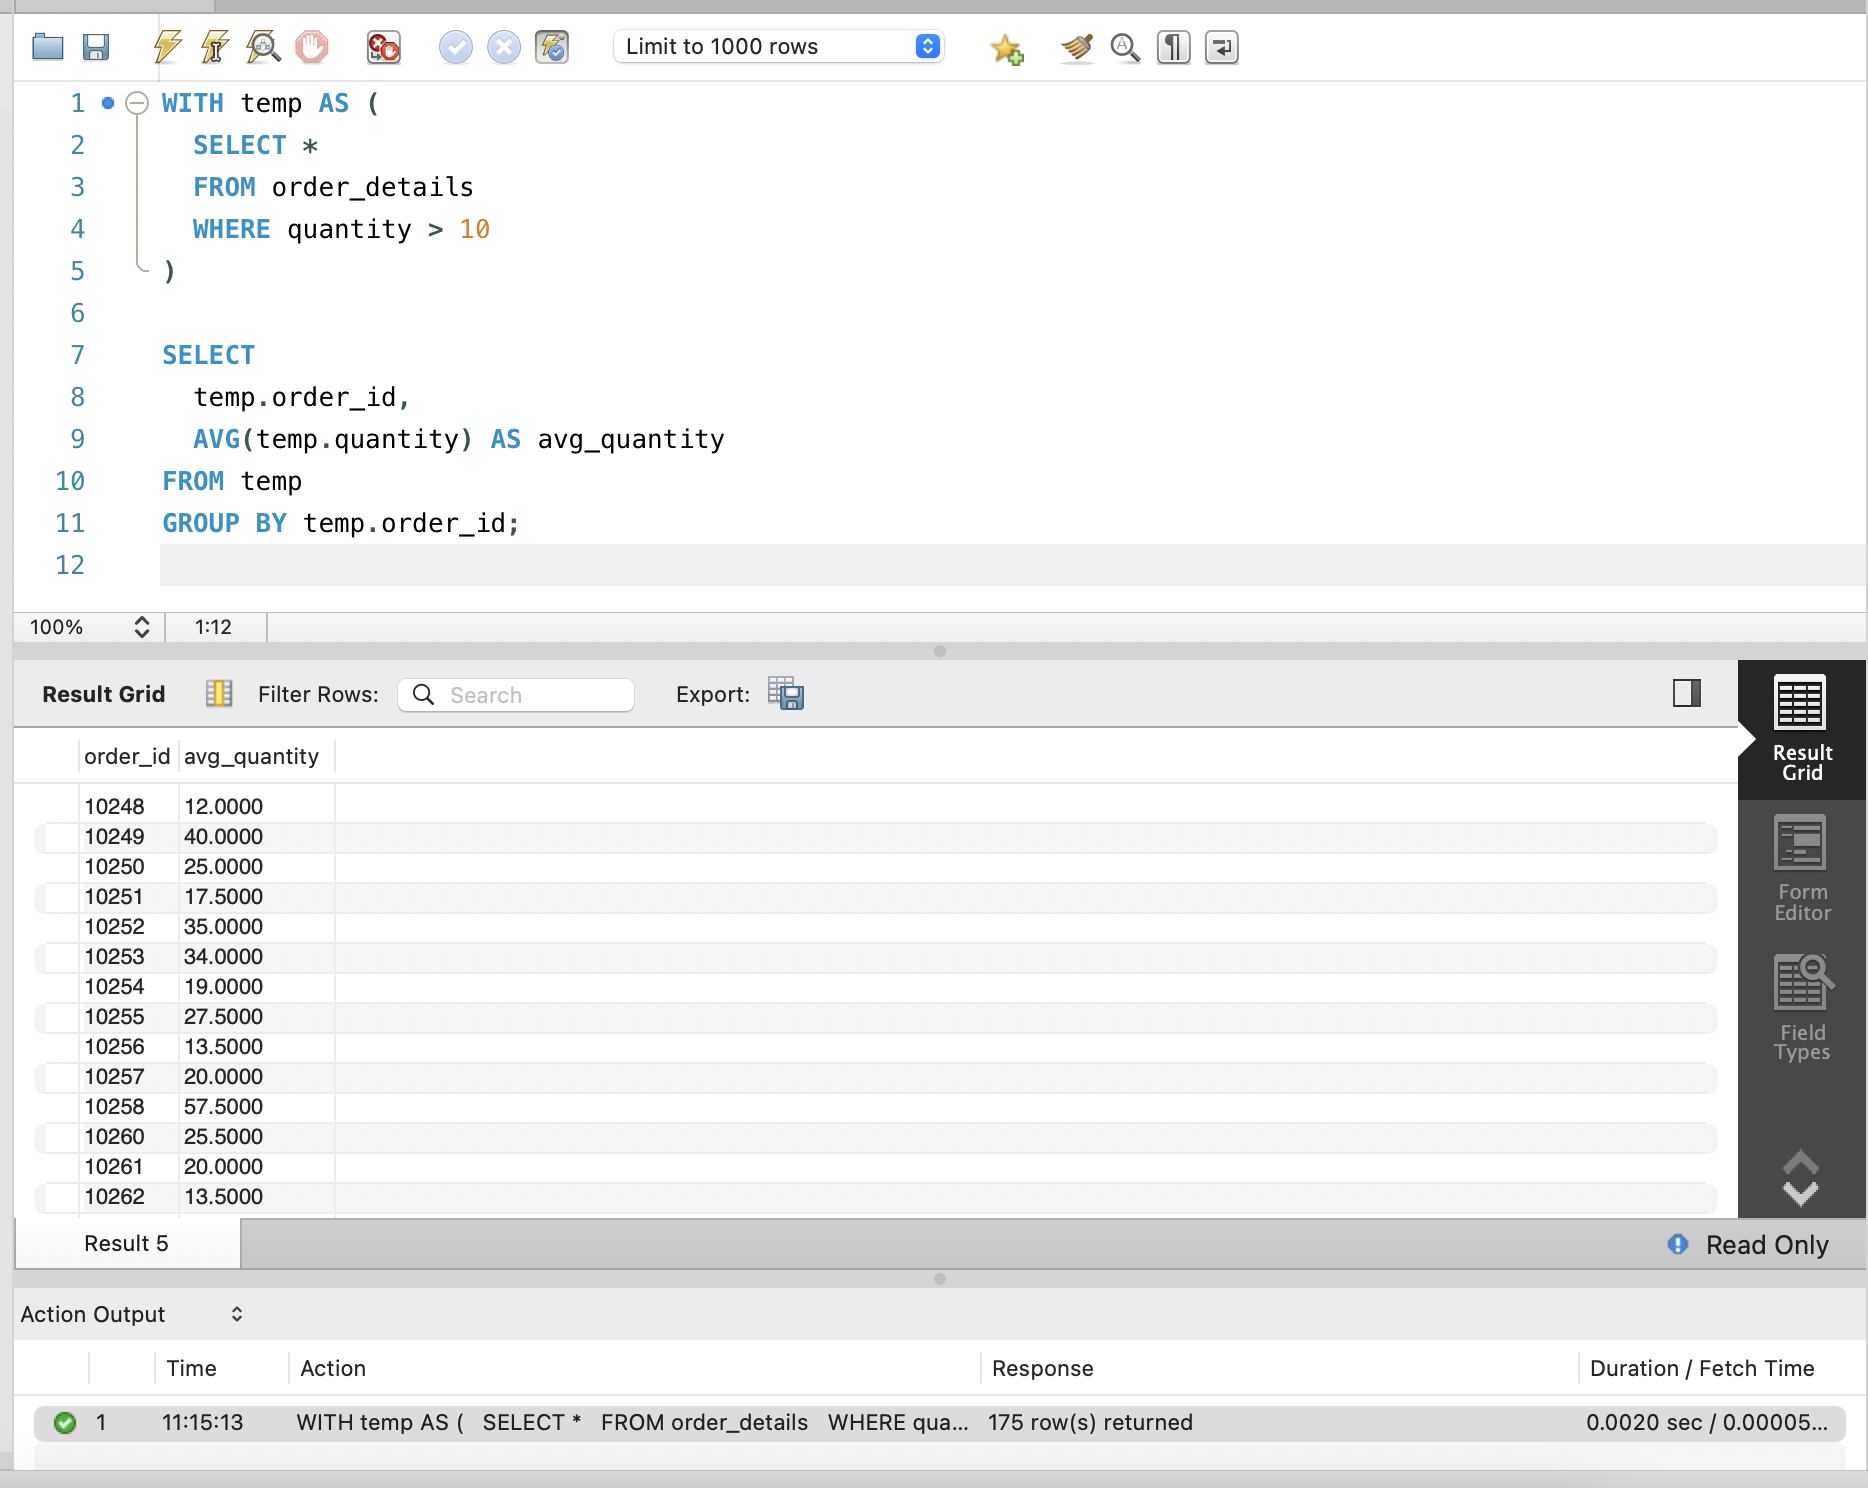 Limit to 1000 rows
1 WITH temp AS (
2 SELECT *
3 FROM order_details
4 WHERE quantity > 10
5 )
6
7 SELECT
8 temp.order_id,
9 AVG(temp.quantity) AS avg_quantity
10 FROM temp
11 GROUP BY temp.order_id;
12
100% 1:12
Result Grid Filter Rows: Search Export:
order_id avg_quantity
10248 12.0000
10249 40.0000
10250 25.0000
10251 17.5000
10252 35.0000
10253 34.0000
10254 19.0000
10255 27.5000
10256 13.5000
10257 20.0000
10258 57.5000
10260 25.5000
10261 20.0000
10262 13.5000
Result
Grid
Form
Editor
Field
Types
Result 5 Read Only
Action Output
Time Action Response Duration / Fetch Time
1 11:15:13 WITH temp AS ( SELECT * FROM order_details WHERE qua... 175 row(s) returned 0.0020 sec / 0.00005...